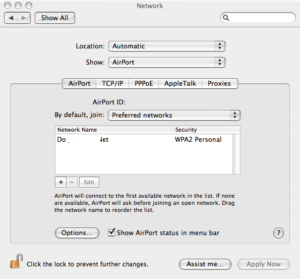 Network
Show All
Location: Automatic
Show: AirPort
AirPort TCP/IP PPPoE AppleTalk Proxies
AirPort ID:
By default, join: Preferred networks
Network Name Security
Do WPA2 Personal
+ − Edit
AirPort will connect to the first available network in the list. If none
are available, AirPort will ask before joining an open network. Drag
the network name to reorder the list.
Options... Show AirPort status in menu bar ?
Click the lock to prevent further changes. Assist me... Apply Now